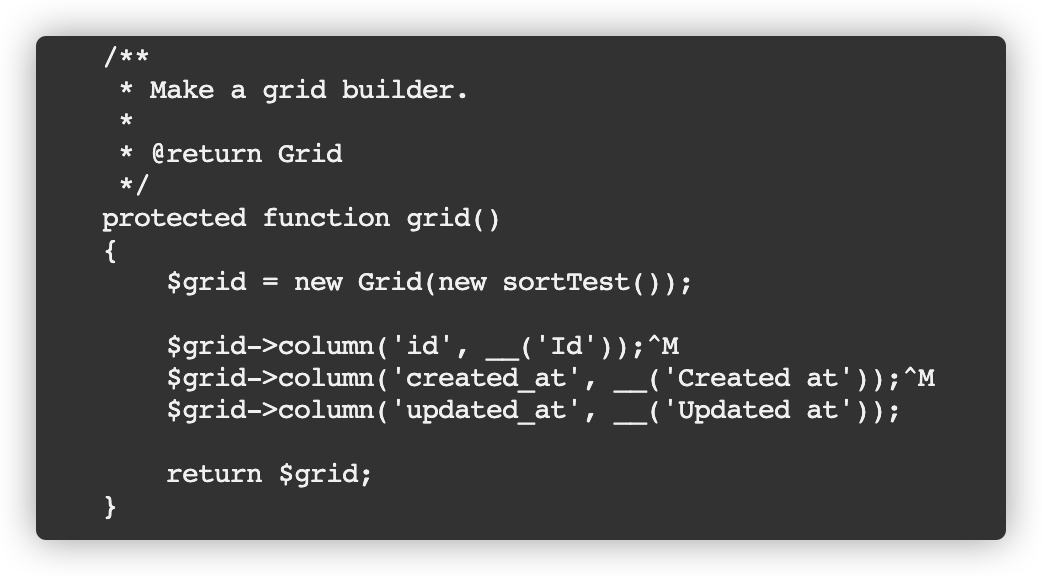 /**
 * Make a grid builder.
 *
 * @return Grid
 */
protected function grid()
{
    $grid = new Grid(new sortTest());

    $grid->column('id', __('Id'));^M
    $grid->column('created_at', __('Created at'));^M
    $grid->column('updated_at', __('Updated at'));

    return $grid;
}